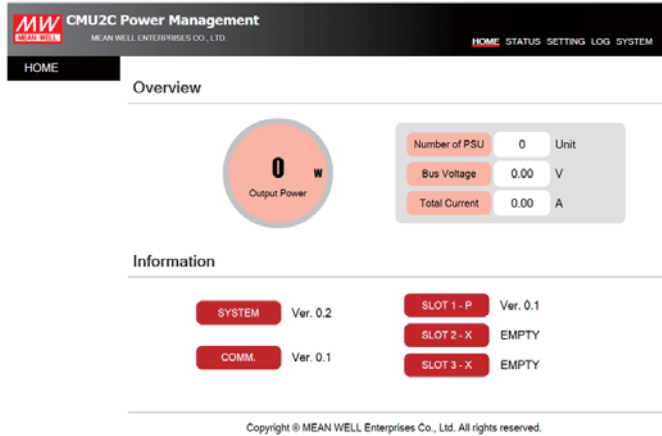 MW
MEAN WELL
CMU2C Power Management
MEAN WELL ENTERPRISES CO., LTD.
HOME STATUS SETTING LOG SYSTEM
HOME
Overview
0 W
Output Power
Number of PSU 0 Unit
Bus Voltage 0.00 V
Total Current 0.00 A
Information
SYSTEM Ver. 0.2
COMM. Ver. 0.1
SLOT 1 - P Ver. 0.1
SLOT 2 - X EMPTY
SLOT 3 - X EMPTY
Copyright ® MEAN WELL Enterprises Co., Ltd. All rights reserved.